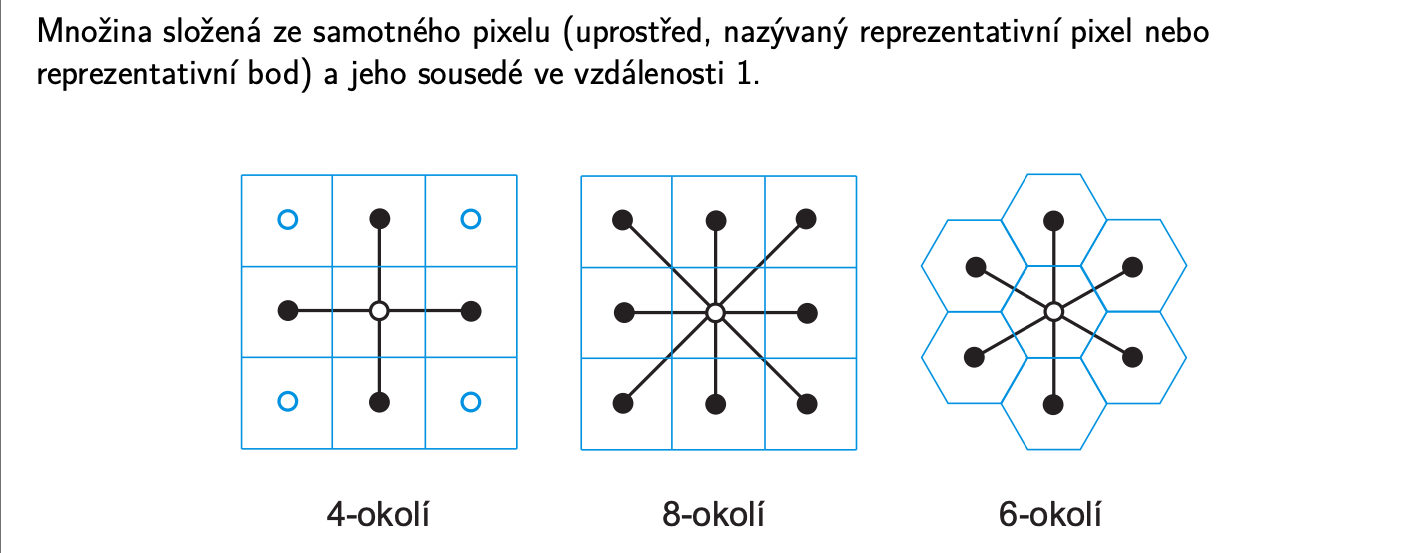 Množina složená ze samotného pixelu (uprostřed, nazývaný reprezentativní pixel nebo
reprezentativní bod) a jeho sousedé ve vzdálenosti 1.
4-okolí 8-okolí 6-okolí